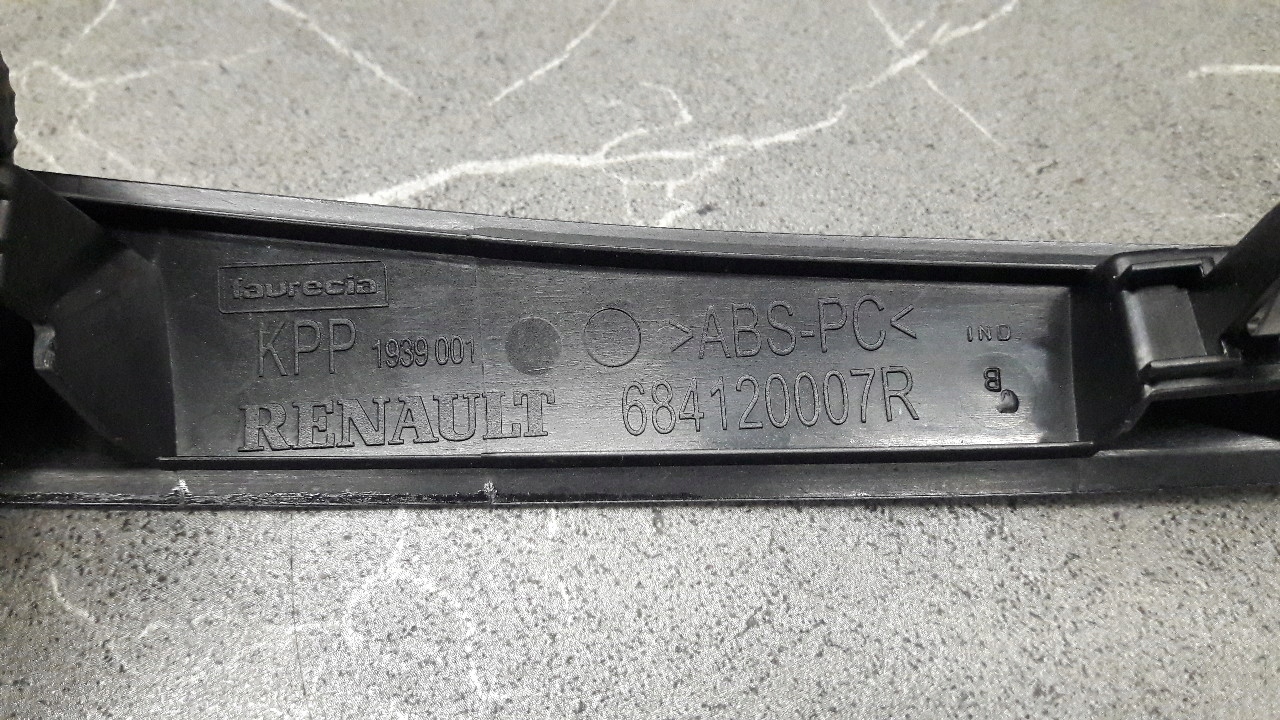 faurecia
KPP 1939 001
>ABS-PC<
RENAULT
684120007R
IND.
B